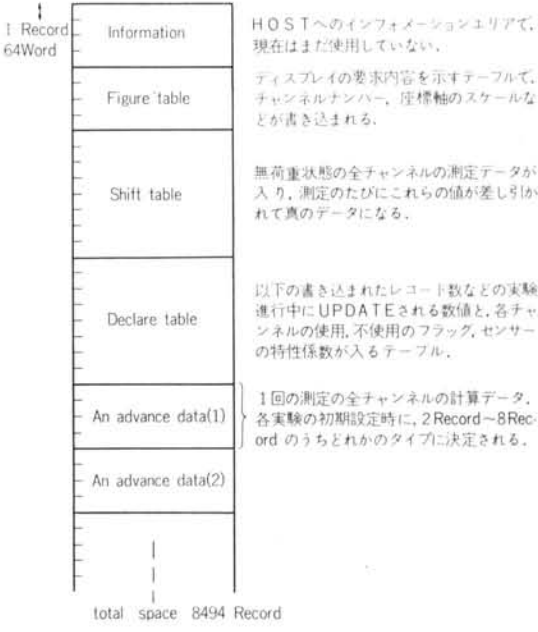 1 Record
64Word
Information
HOSTへのインフォメーションエリアで,
現在はまだ使用していない.
Figure table
ディスプレイの要求内容を示すテーブルで,
チャンネルナンバー, 座標軸のスケールな
どが書き込まれる.
Shift table
無荷重状態の全チャンネルの測定データが
入り, 測定のたびにこれらの値が差し引か
れて真のデータになる.
Declare table
以下の書き込まれたレコード数などの実験
進行中にUPDATEされる数値と, 各チャ
ンネルの使用, 不使用のフラッグ, センサー
の特性係数が入るテーブル.
An advance data(1)
1回の測定の全チャンネルの計算データ.
各実験の初期設定時に, 2Record~8Rec-
ord のうちどれかのタイプに決定される.
An advance data(2)
total space 8494 Record